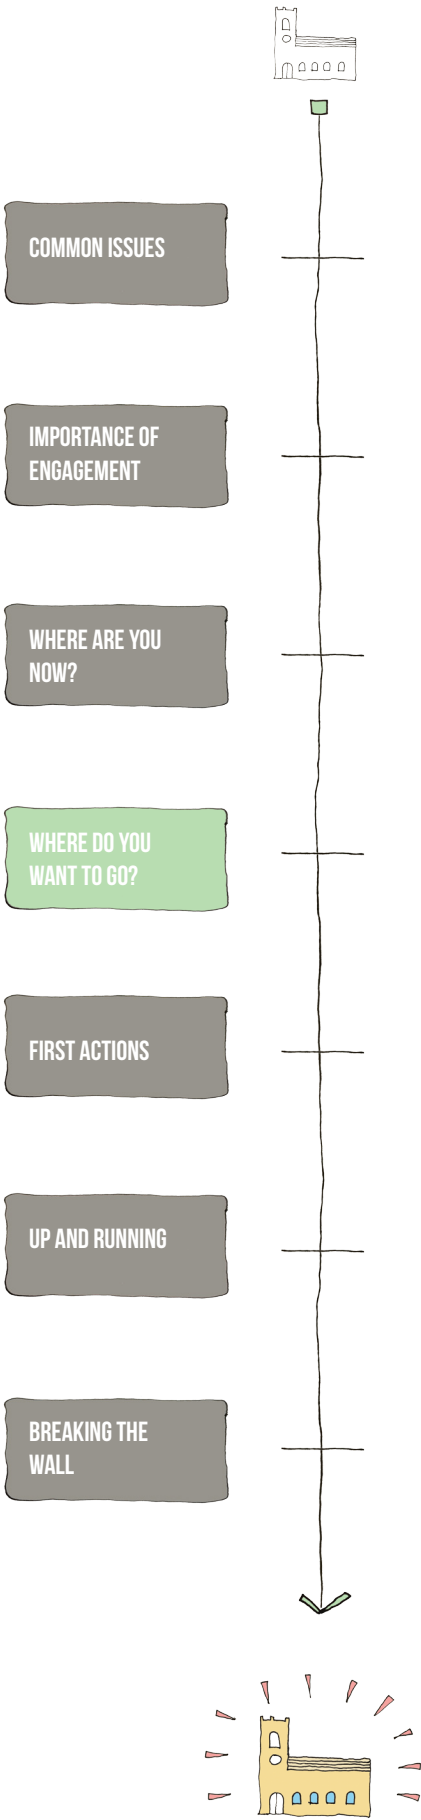 COMMON ISSUES
IMPORTANCE OF
ENGAGEMENT
WHERE ARE YOU
NOW?
WHERE DO YOU
WANT TO GO?
FIRST ACTIONS
UP AND RUNNING
BREAKING THE
WALL